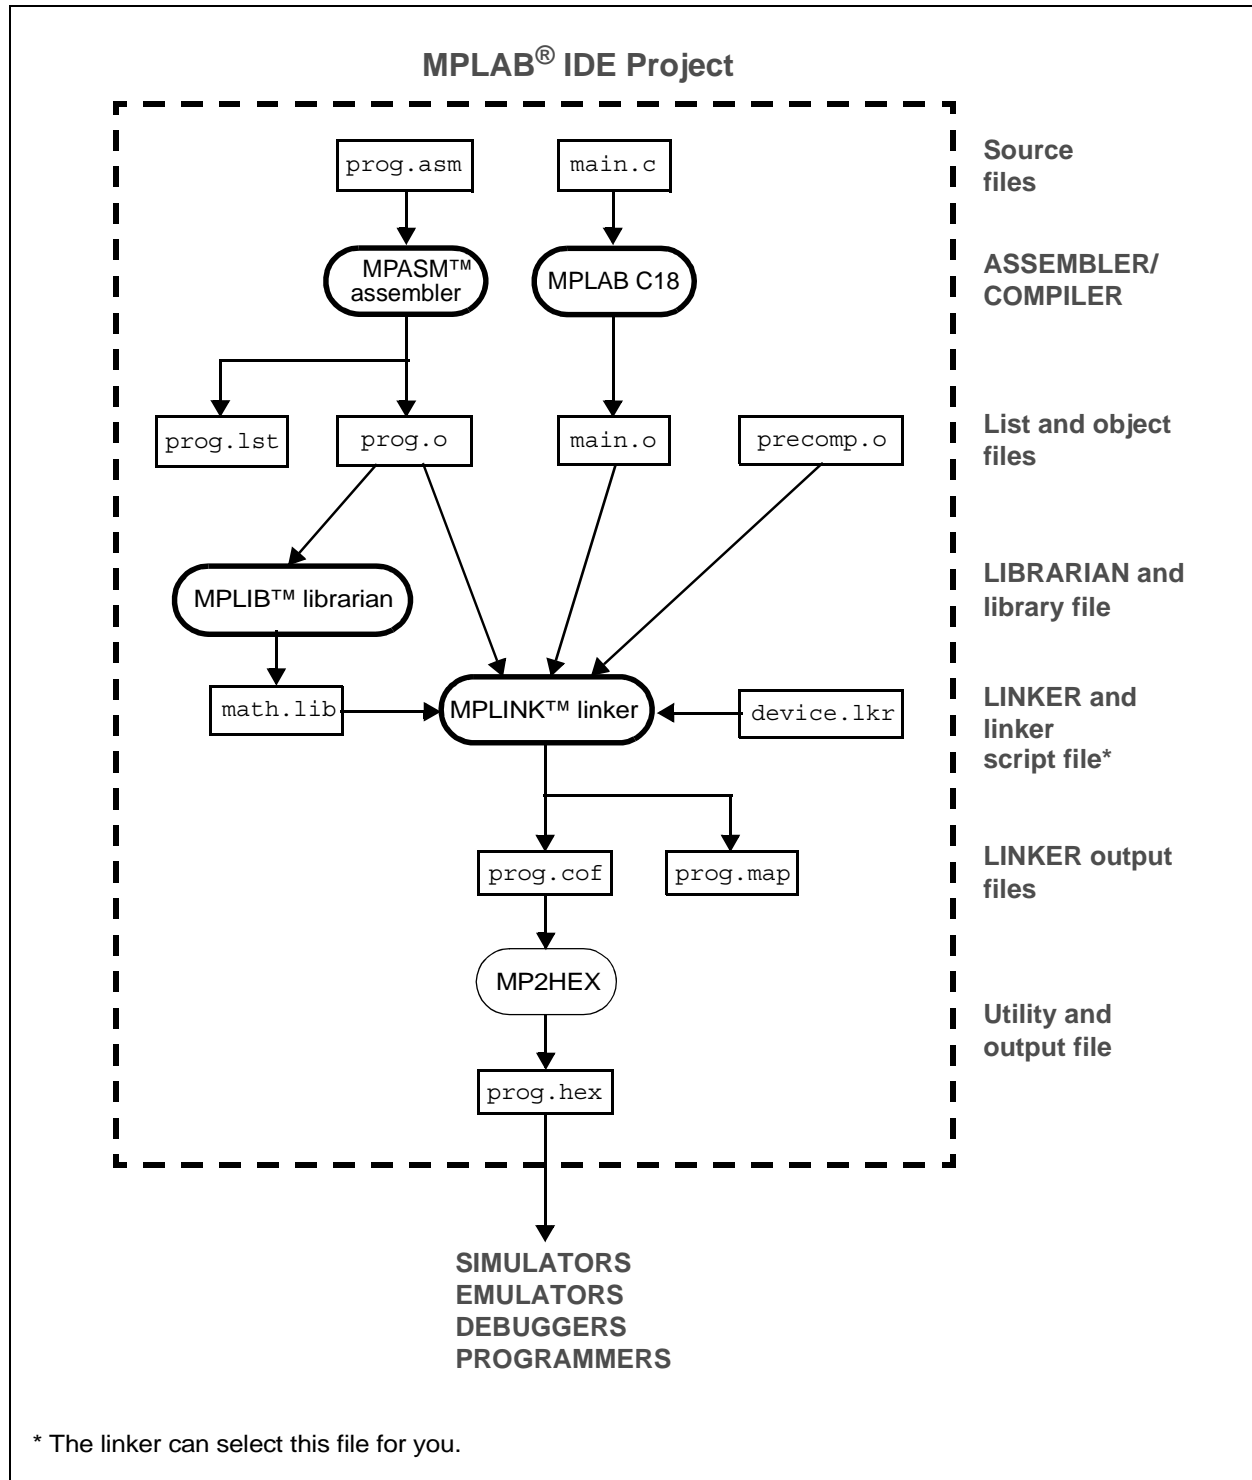 MPLAB® IDE Project
prog.asm
main.c
Source
files
MPASM™
assembler
MPLAB C18
ASSEMBLER/
COMPILER
prog.lst
prog.o
main.o
precomp.o
List and object
files
MPLIB™ librarian
LIBRARIAN and
library file
math.lib
MPLINK™ linker
device.lkr
LINKER and
linker
script file*
prog.cof
prog.map
LINKER output
files
MP2HEX
Utility and
output file
prog.hex
SIMULATORS
EMULATORS
DEBUGGERS
PROGRAMMERS
* The linker can select this file for you.